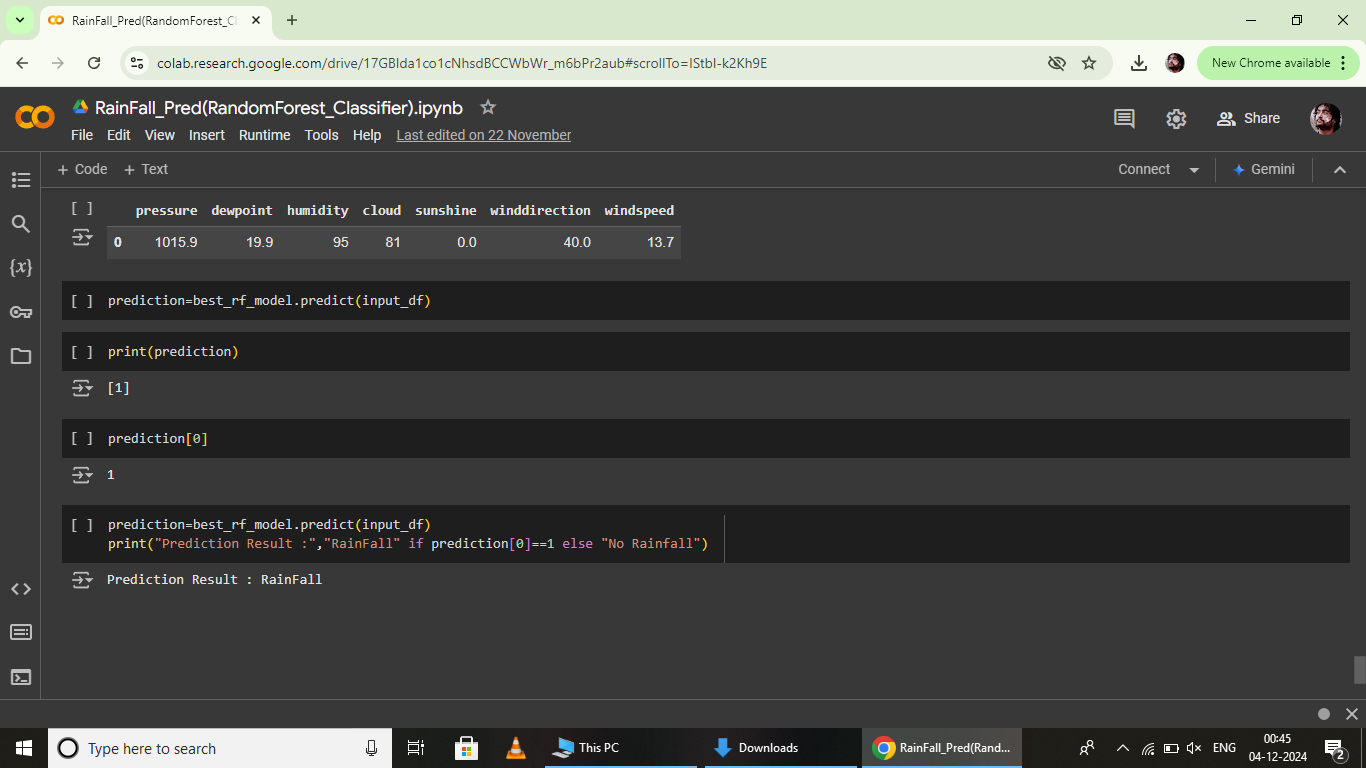 RainFall_Pred(RandomForest_Cl
colab.research.google.com/drive/17GBIda1co1cNhsdBCCWbWr_m6bPr2aub#scrollTo=lStbI-k2Kh9E
New Chrome available
RainFall_Pred(RandomForest_Classifier).ipynb
File Edit View Insert Runtime Tools Help Last edited on 22 November
Share
+ Code + Text
Connect
Gemini
[ ] pressure dewpoint humidity cloud sunshine winddirection windspeed
0 1015.9 19.9 95 81 0.0 40.0 13.7
{x}
[ ] prediction=best_rf_model.predict(input_df)
[ ] print(prediction)
[1]
[ ] prediction[0]
1
[ ] prediction=best_rf_model.predict(input_df)
print("Prediction Result :","RainFall" if prediction[0]==1 else "No Rainfall")
Prediction Result : RainFall
Type here to search
This PC
Downloads
RainFall_Pred(Rand...
ENG
00:45
04-12-2024
2